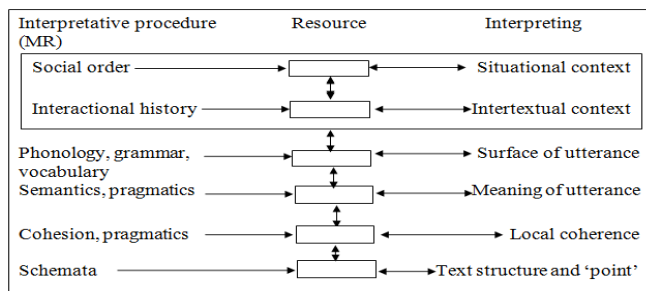 Interpretative procedure Resource Interpreting
(MR)
Social order Situational context
Interactional history Intertextual context
Phonology, grammar, Surface of utterance
vocabulary
Semantics, pragmatics Meaning of utterance
Cohesion, pragmatics Local coherence
Schemata Text structure and ‘point’